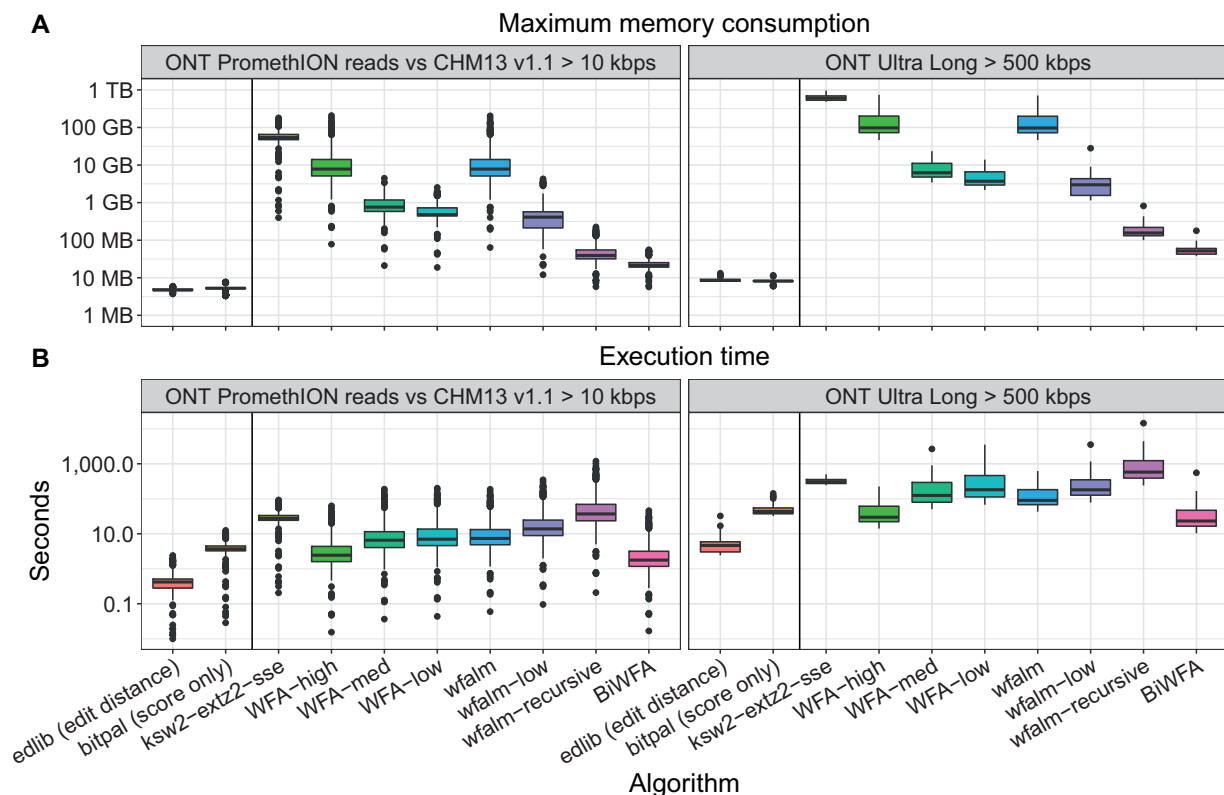 A
Maximum memory consumption
ONT PromethION reads vs CHM13 v1.1 > 10 kbps
ONT Ultra Long > 500 kbps
1 TB
100 GB
10 GB
1 GB
100 MB
10 MB
1 MB
B
Execution time
ONT PromethION reads vs CHM13 v1.1 > 10 kbps
ONT Ultra Long > 500 kbps
Seconds
1,000.0
10.0
0.1
edlib (edit distance)
bitpal (score only)
ksw2−extz2−sse
WFA−high
WFA−med
WFA−low
wfalm
wfalm−low
wfalm−recursive
BiWFA
edlib (edit distance)
bitpal (score only)
ksw2−extz2−sse
WFA−high
WFA−med
WFA−low
wfalm
wfalm−low
wfalm−recursive
BiWFA
Algorithm